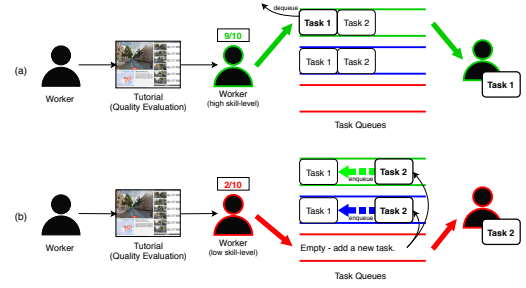 dequeue
9/10
Task 1 Task 2
Task 1 Task 2
(a)
Worker
Tutorial
(Quality Evaluation)
Worker
(high skill-level)
Task 1
Task Queues
2/10
Task 1 enqueue Task 2
Task 1 enqueue Task 2
(b)
Worker
Tutorial
(Quality Evaluation)
Worker
(low skill-level)
Empty - add a new task.
Task 2
Task Queues